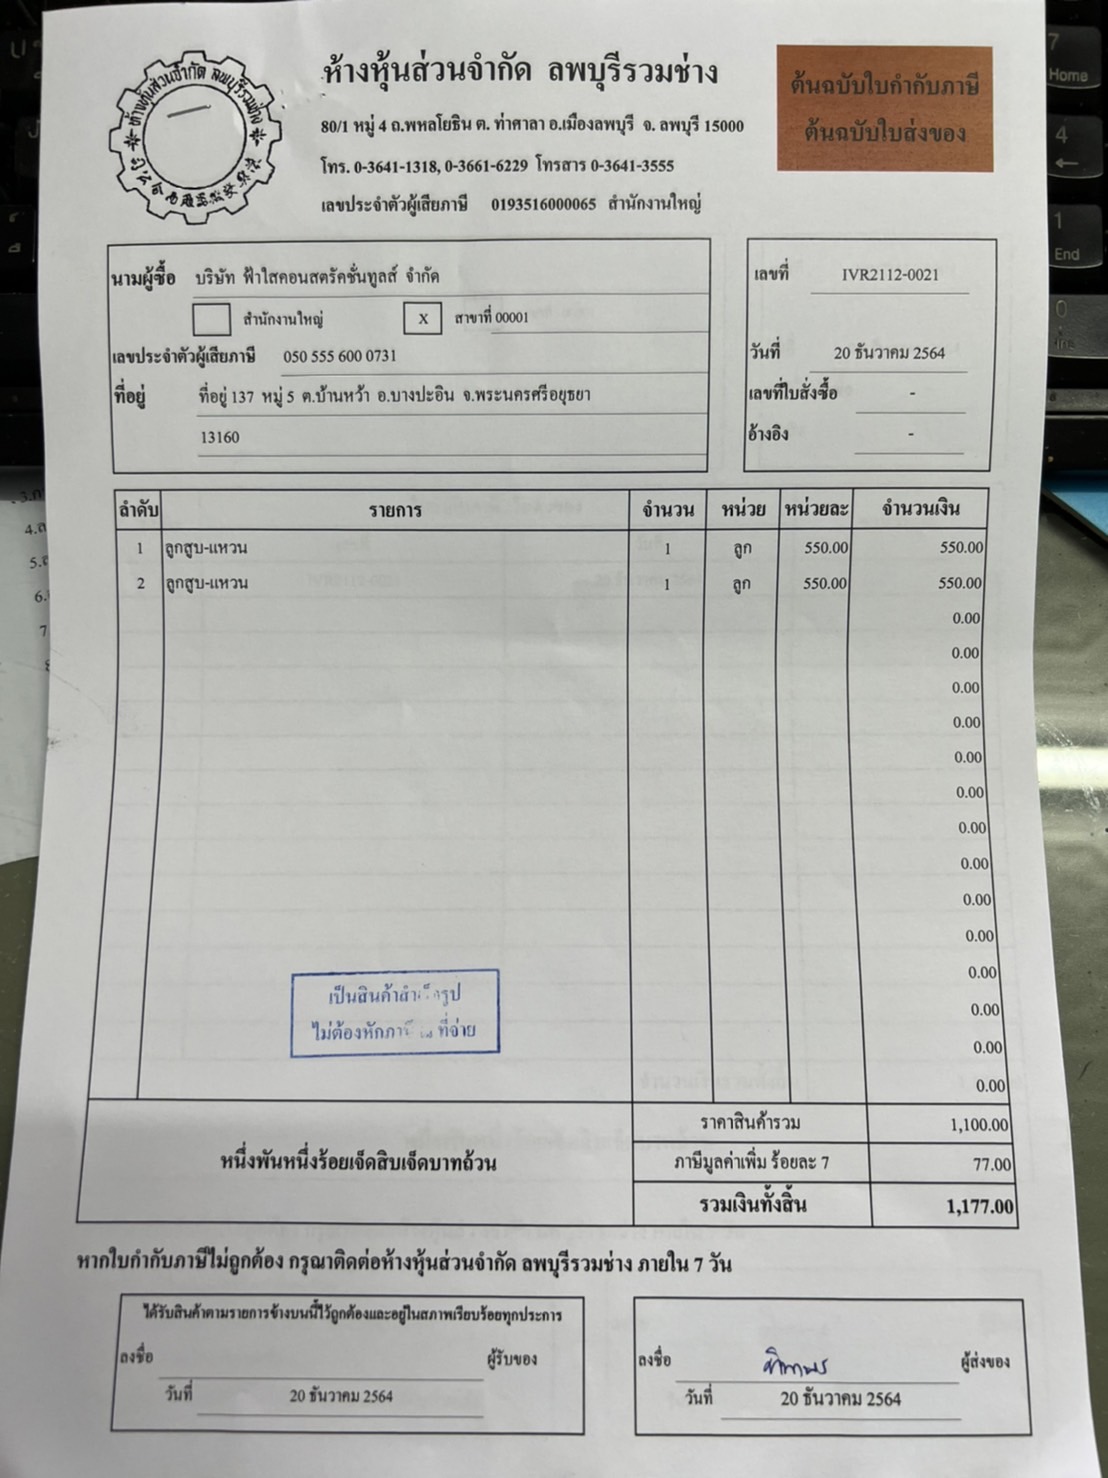 ห้างหุ้นส่วนจำกัด ลพบุรีรวมช่าง
ห้างหุ้นส่วนจำกัด ลพบุรีรวมช่าง
80/1 หมู่ 4 ถ.พหลโยธิน ต. ท่าศาลา อ.เมืองลพบุรี จ. ลพบุรี 15000
โทร. 0-3641-1318, 0-3661-6229 โทรสาร 0-3641-3555
เลขประจำตัวผู้เสียภาษี 0193516000065 สำนักงานใหญ่
ต้นฉบับใบกำกับภาษี
ต้นฉบับใบส่งของ
นามผู้ซื้อ บริษัท ฟ้าใสคอนสตรัคชั่นทูลส์ จำกัด
สำนักงานใหญ่ X สาขาที่ 00001
เลขประจำตัวผู้เสียภาษี 050 555 600 0731
ที่อยู่ ที่อยู่ 137 หมู่ 5 ต.บ้านหว้า อ.บางปะอิน จ.พระนครศรีอยุธยา
13160
เลขที่ IVR2112-0021
วันที่ 20 ธันวาคม 2564
เลขที่ใบสั่งซื้อ -
อ้างอิง -
ลำดับ รายการ จำนวน หน่วย หน่วยละ จำนวนเงิน
1 ลูกสูบ-แหวน 1 ลูก 550.00 550.00
2 ลูกสูบ-แหวน 1 ลูก 550.00 550.00
0.00
0.00
0.00
0.00
0.00
0.00
0.00
0.00
0.00
0.00
0.00
0.00
0.00
0.00
เป็นสินค้าสำเร็จรูป
ไม่ต้องหักภาษี ณ ที่จ่าย
ราคาสินค้ารวม 1,100.00
หนึ่งพันหนึ่งร้อยเจ็ดสิบเจ็ดบาทถ้วน ภาษีมูลค่าเพิ่ม ร้อยละ 7 77.00
รวมเงินทั้งสิ้น 1,177.00
หากใบกำกับภาษีไม่ถูกต้อง กรุณาติดต่อห้างหุ้นส่วนจำกัด ลพบุรีรวมช่าง ภายใน 7 วัน
ได้รับสินค้าตามรายการข้างบนนี้ไว้ถูกต้องและอยู่ในสภาพเรียบร้อยทุกประการ
ลงชื่อ ผู้รับของ
วันที่ 20 ธันวาคม 2564
ลงชื่อ ผู้ส่งของ
วันที่ 20 ธันวาคม 2564
7
Home
4
1
End
0